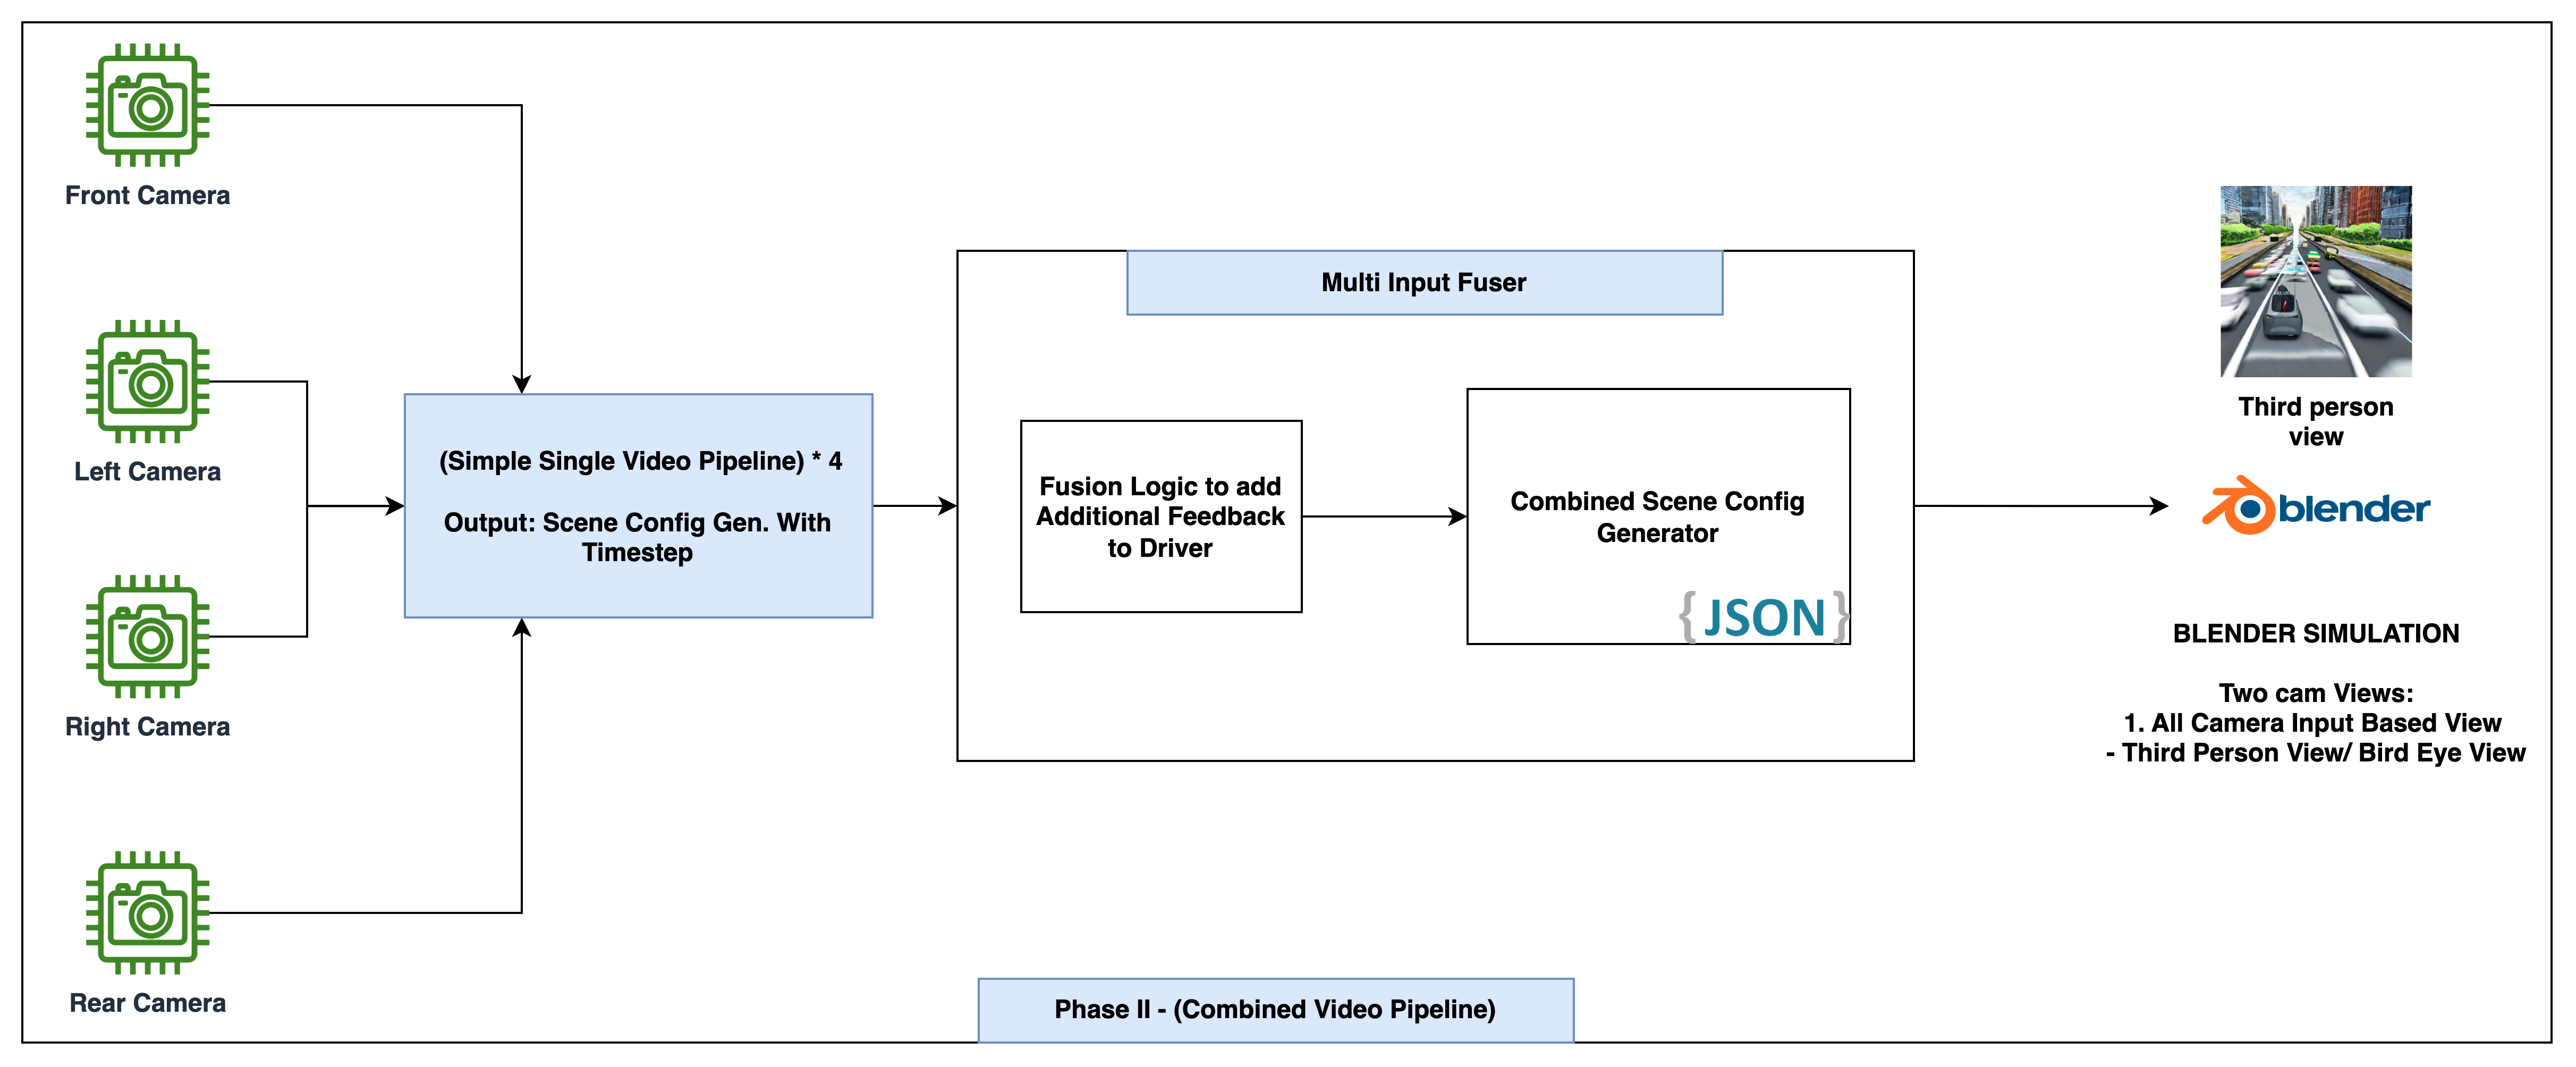 Front Camera
Left Camera
Right Camera
Rear Camera
(Simple Single Video Pipeline) * 4
Output: Scene Config Gen. With
Timestep
Multi Input Fuser
Fusion Logic to add
Additional Feedback
to Driver
Combined Scene Config
Generator
{JSON}
Third person
view
blender
BLENDER SIMULATION
Two cam Views:
1. All Camera Input Based View
- Third Person View/ Bird Eye View
Phase II - (Combined Video Pipeline)